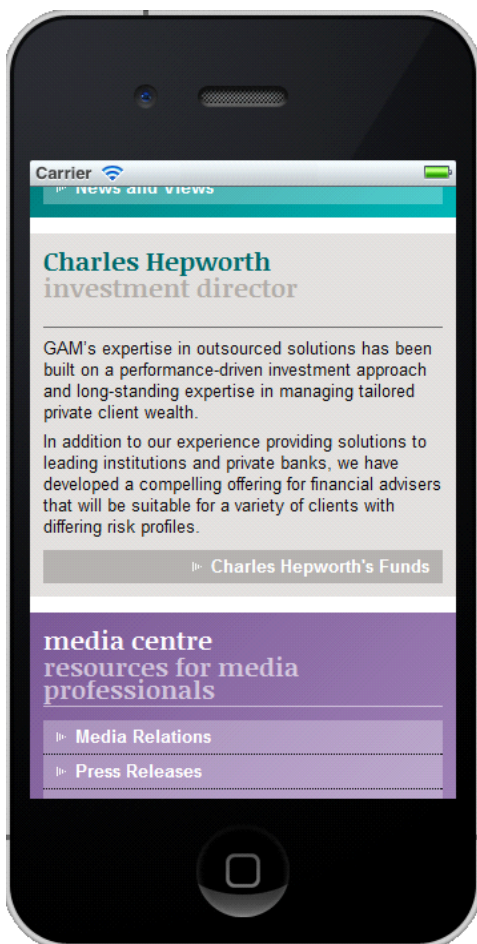 Carrier
News and Views
Charles Hepworth
investment director
GAM's expertise in outsourced solutions has been
built on a performance-driven investment approach
and long-standing expertise in managing tailored
private client wealth.
In addition to our experience providing solutions to
leading institutions and private banks, we have
developed a compelling offering for financial advisers
that will be suitable for a variety of clients with
differing risk profiles.
Charles Hepworth's Funds
media centre
resources for media
professionals
Media Relations
Press Releases